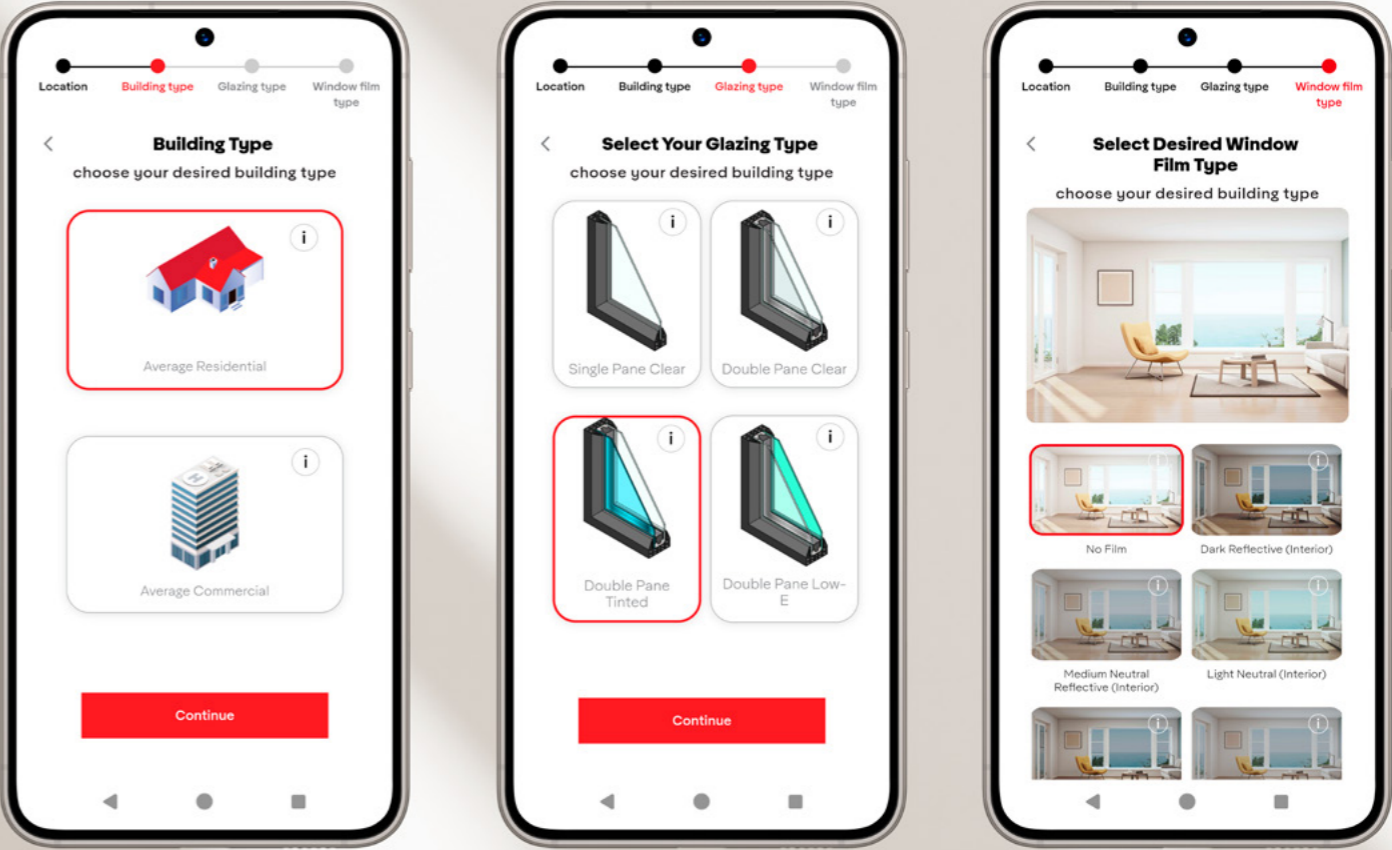 Location
Building type
Glazing type
Window film
type
Building Type
choose your desired building type
i
Average Residential
i
Average Commercial
H
Continue
Location
Building type
Glazing type
Window film
type
Select Your Glazing Type
choose your desired building type
i
i
Single Pane Clear
Double Pane Clear
i
i
Double Pane
Tinted
Double Pane Low-
E
Continue
Location
Building type
Glazing type
Window film
type
Select Desired Window
Film Type
choose your desired building type
i
i
No Film
Dark Reflective (Interior)
i
i
Medium Neutral
Reflective (Interior)
Light Neutral (Interior)
i
i